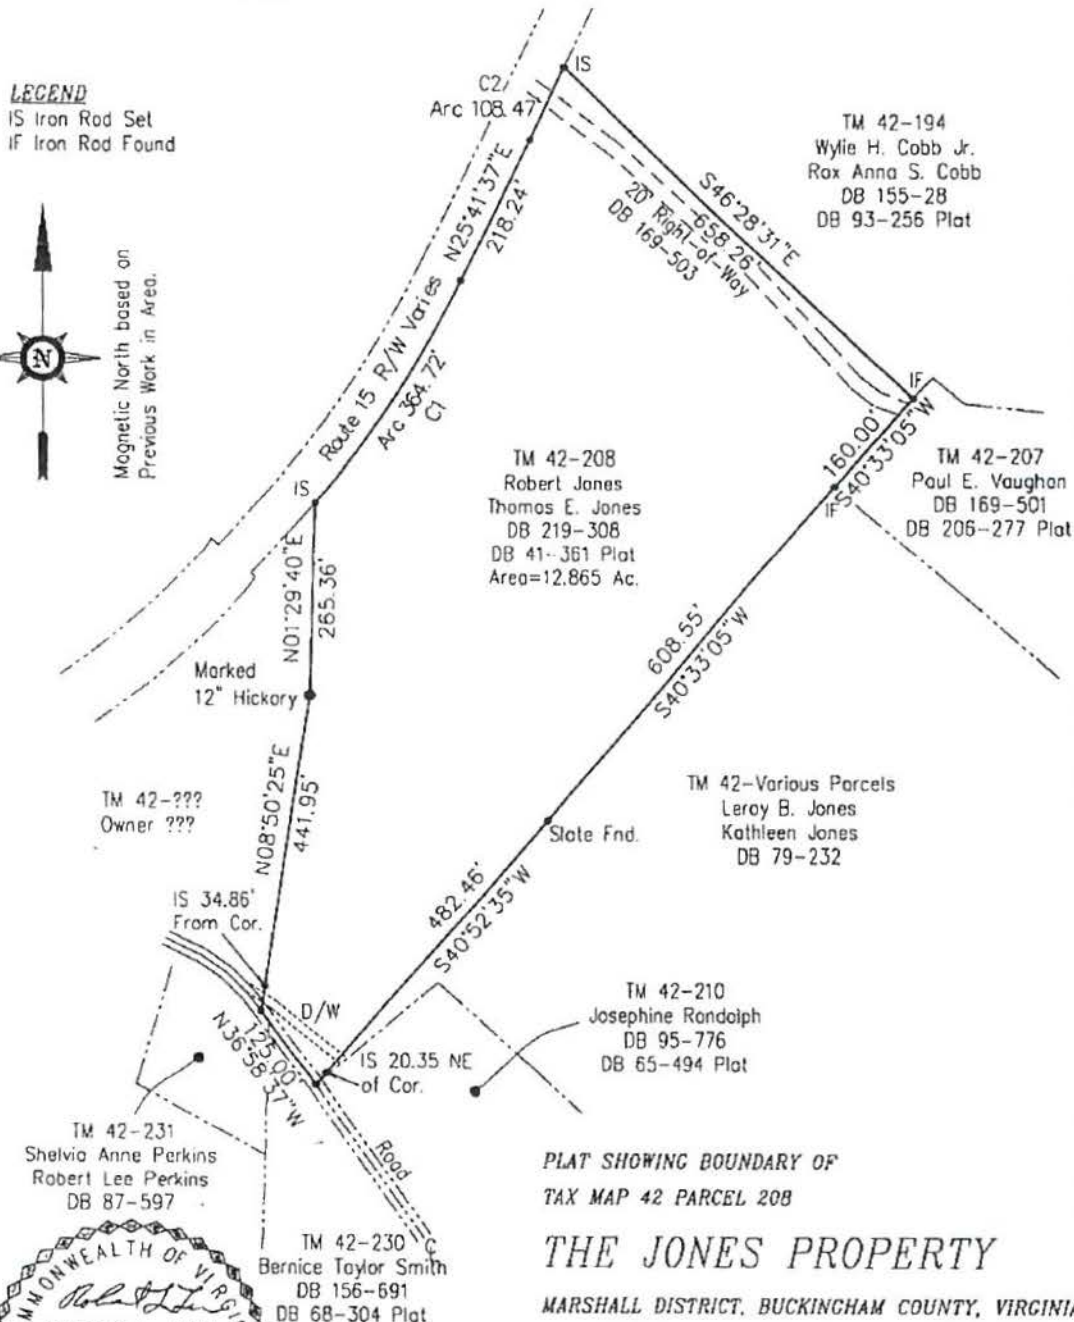 LEGEND
IS Iron Rod Set
IF Iron Rod Found
N
Magnetic North based on
Previous Work in Area.
C2
Arc 108.47
IS
N25°41'37"E
218.24'
Route 15 R/W Varies
Arc 364.72'
C1
S46°28'31"E
658.26'
20' Right-of-Way
DB 169-503
TM 42-194
Wylie H. Cobb Jr.
Rox Anna S. Cobb
DB 155-28
DB 93-256 Plat
IF
160.00'
S40°33'05"W
IF
TM 42-207
Paul E. Vaughan
DB 169-501
DB 206-277 Plat
TM 42-208
Robert Jones
Thomas E. Jones
DB 219-308
DB 41-361 Plat
Area=12.865 Ac.
IS
N01°29'40"E
265.36'
Marked
12" Hickory
608.55'
S40°33'05"W
TM 42-???
Owner ???
N08°50'25"E
441.95'
TM 42-Various Parcels
Leroy B. Jones
Kathleen Jones
DB 79-232
Slate Fnd.
482.46'
S40°52'35"W
IS 34.86'
From Cor.
D/W
125.00'
N36°58'37"W
IS 20.35 NE
of Cor.
TM 42-210
Josephine Randolph
DB 95-776
DB 65-494 Plat
Road
TM 42-231
Shelvia Anne Perkins
Robert Lee Perkins
DB 87-597
TM 42-230
Bernice Taylor Smith
DB 156-691
DB 68-304 Plat
PLAT SHOWING BOUNDARY OF
TAX MAP 42 PARCEL 208
THE JONES PROPERTY
MARSHALL DISTRICT, BUCKINGHAM COUNTY, VIRGINIA
MMONWEALTH OF VIRGI